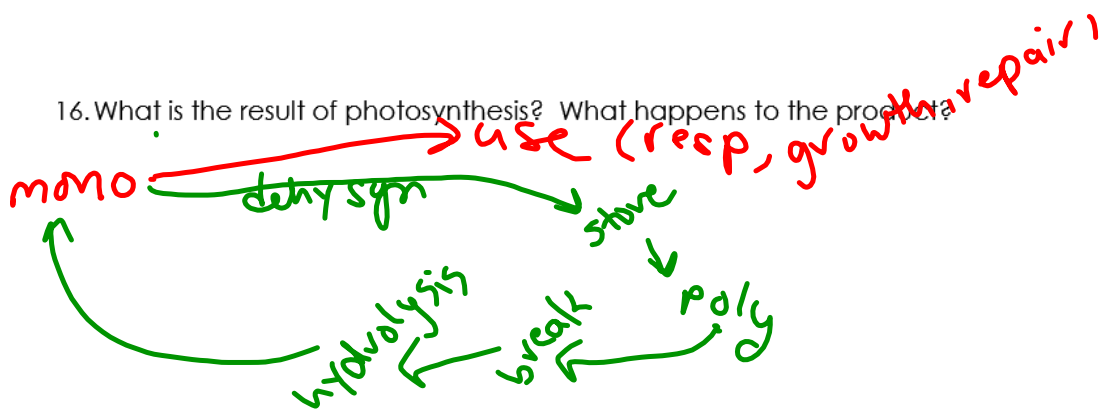 16. What is the result of photosynthesis? What happens to the product?
mono
use (resp, growth, repair)
dehy syn
store
poly
break
hydrolysis